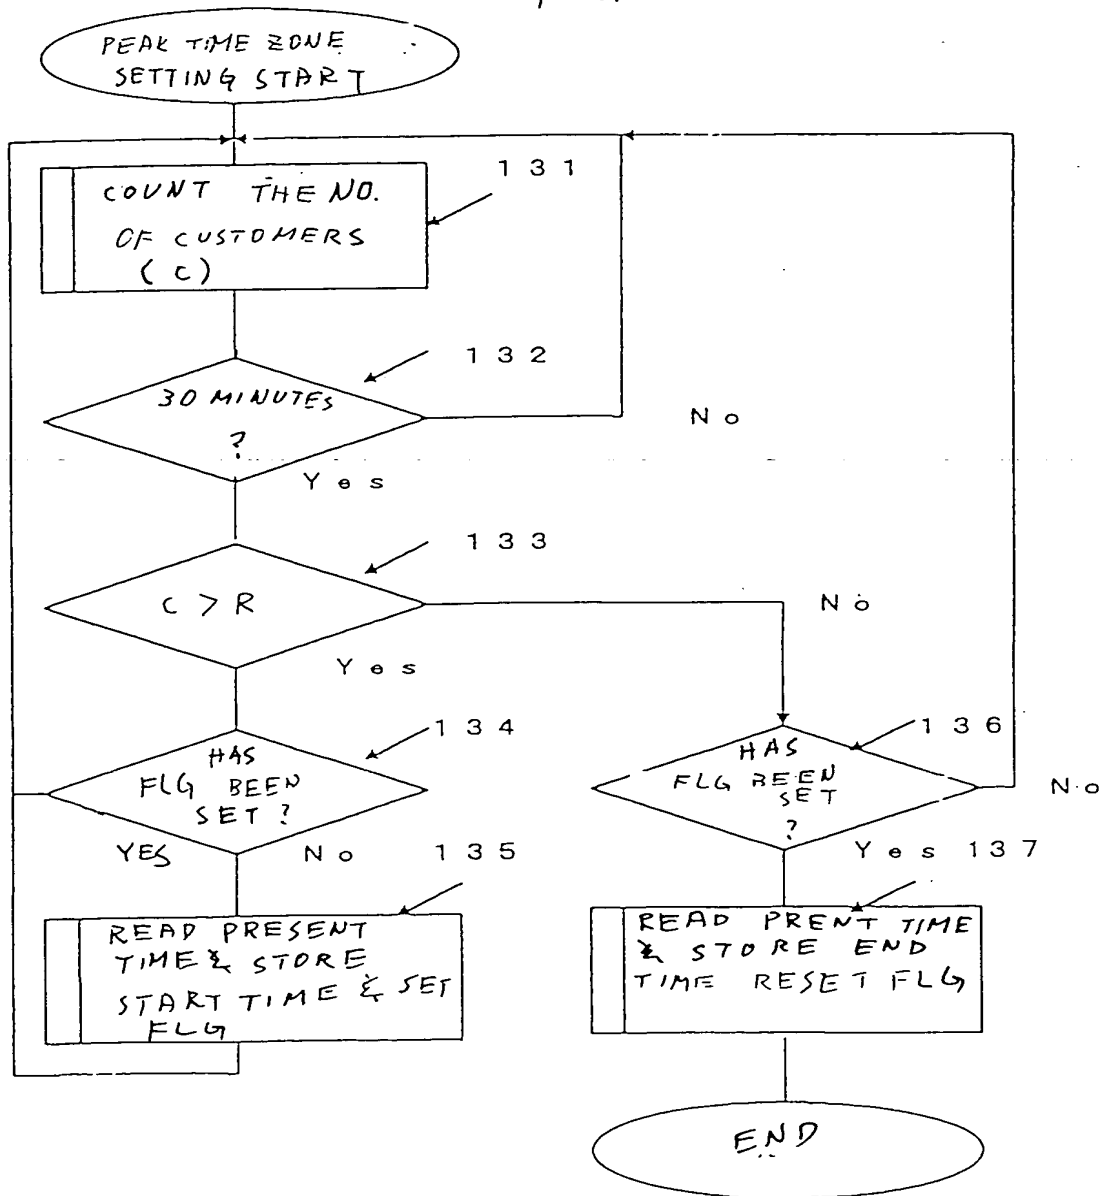 PEAK TIME ZONE
SETTING START
131
COUNT THE NO.
OF CUSTOMERS
(C)
132
30 MINUTES
?
No
Yes
133
C > R
No
Yes
134
HAS
FLG BEEN
SET ?
YES
No
135
READ PRESENT
TIME & STORE
START TIME & SET
FLG
136
HAS
FLG BEEN
SET
?
No
Yes
137
READ PRENT TIME
& STORE END
TIME RESET FLG
END